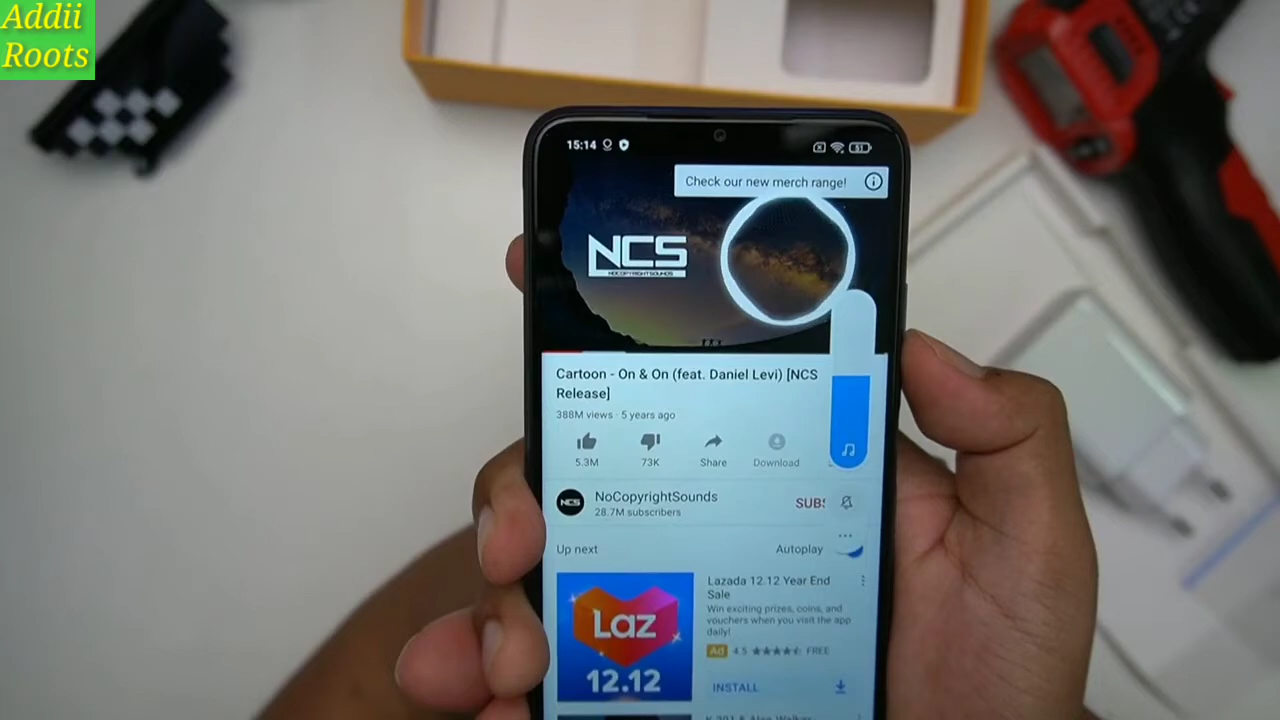 Addii
Roots
15:14
51
Check our new merch range!
NCS
NOCOPYRIGHTSOUNDS
Cartoon - On & On (feat. Daniel Levi) [NCS
Release]
388M views · 5 years ago
5.3M
73K
Share
Download
NCS
NoCopyrightSounds
SUBS
28.7M subscribers
Up next
Autoplay
Lazada 12.12 Year End
Sale
Win exciting prizes, coins, and
vouchers when you visit the app
daily!
Ad 4.5 FREE
Laz
12.12
INSTALL